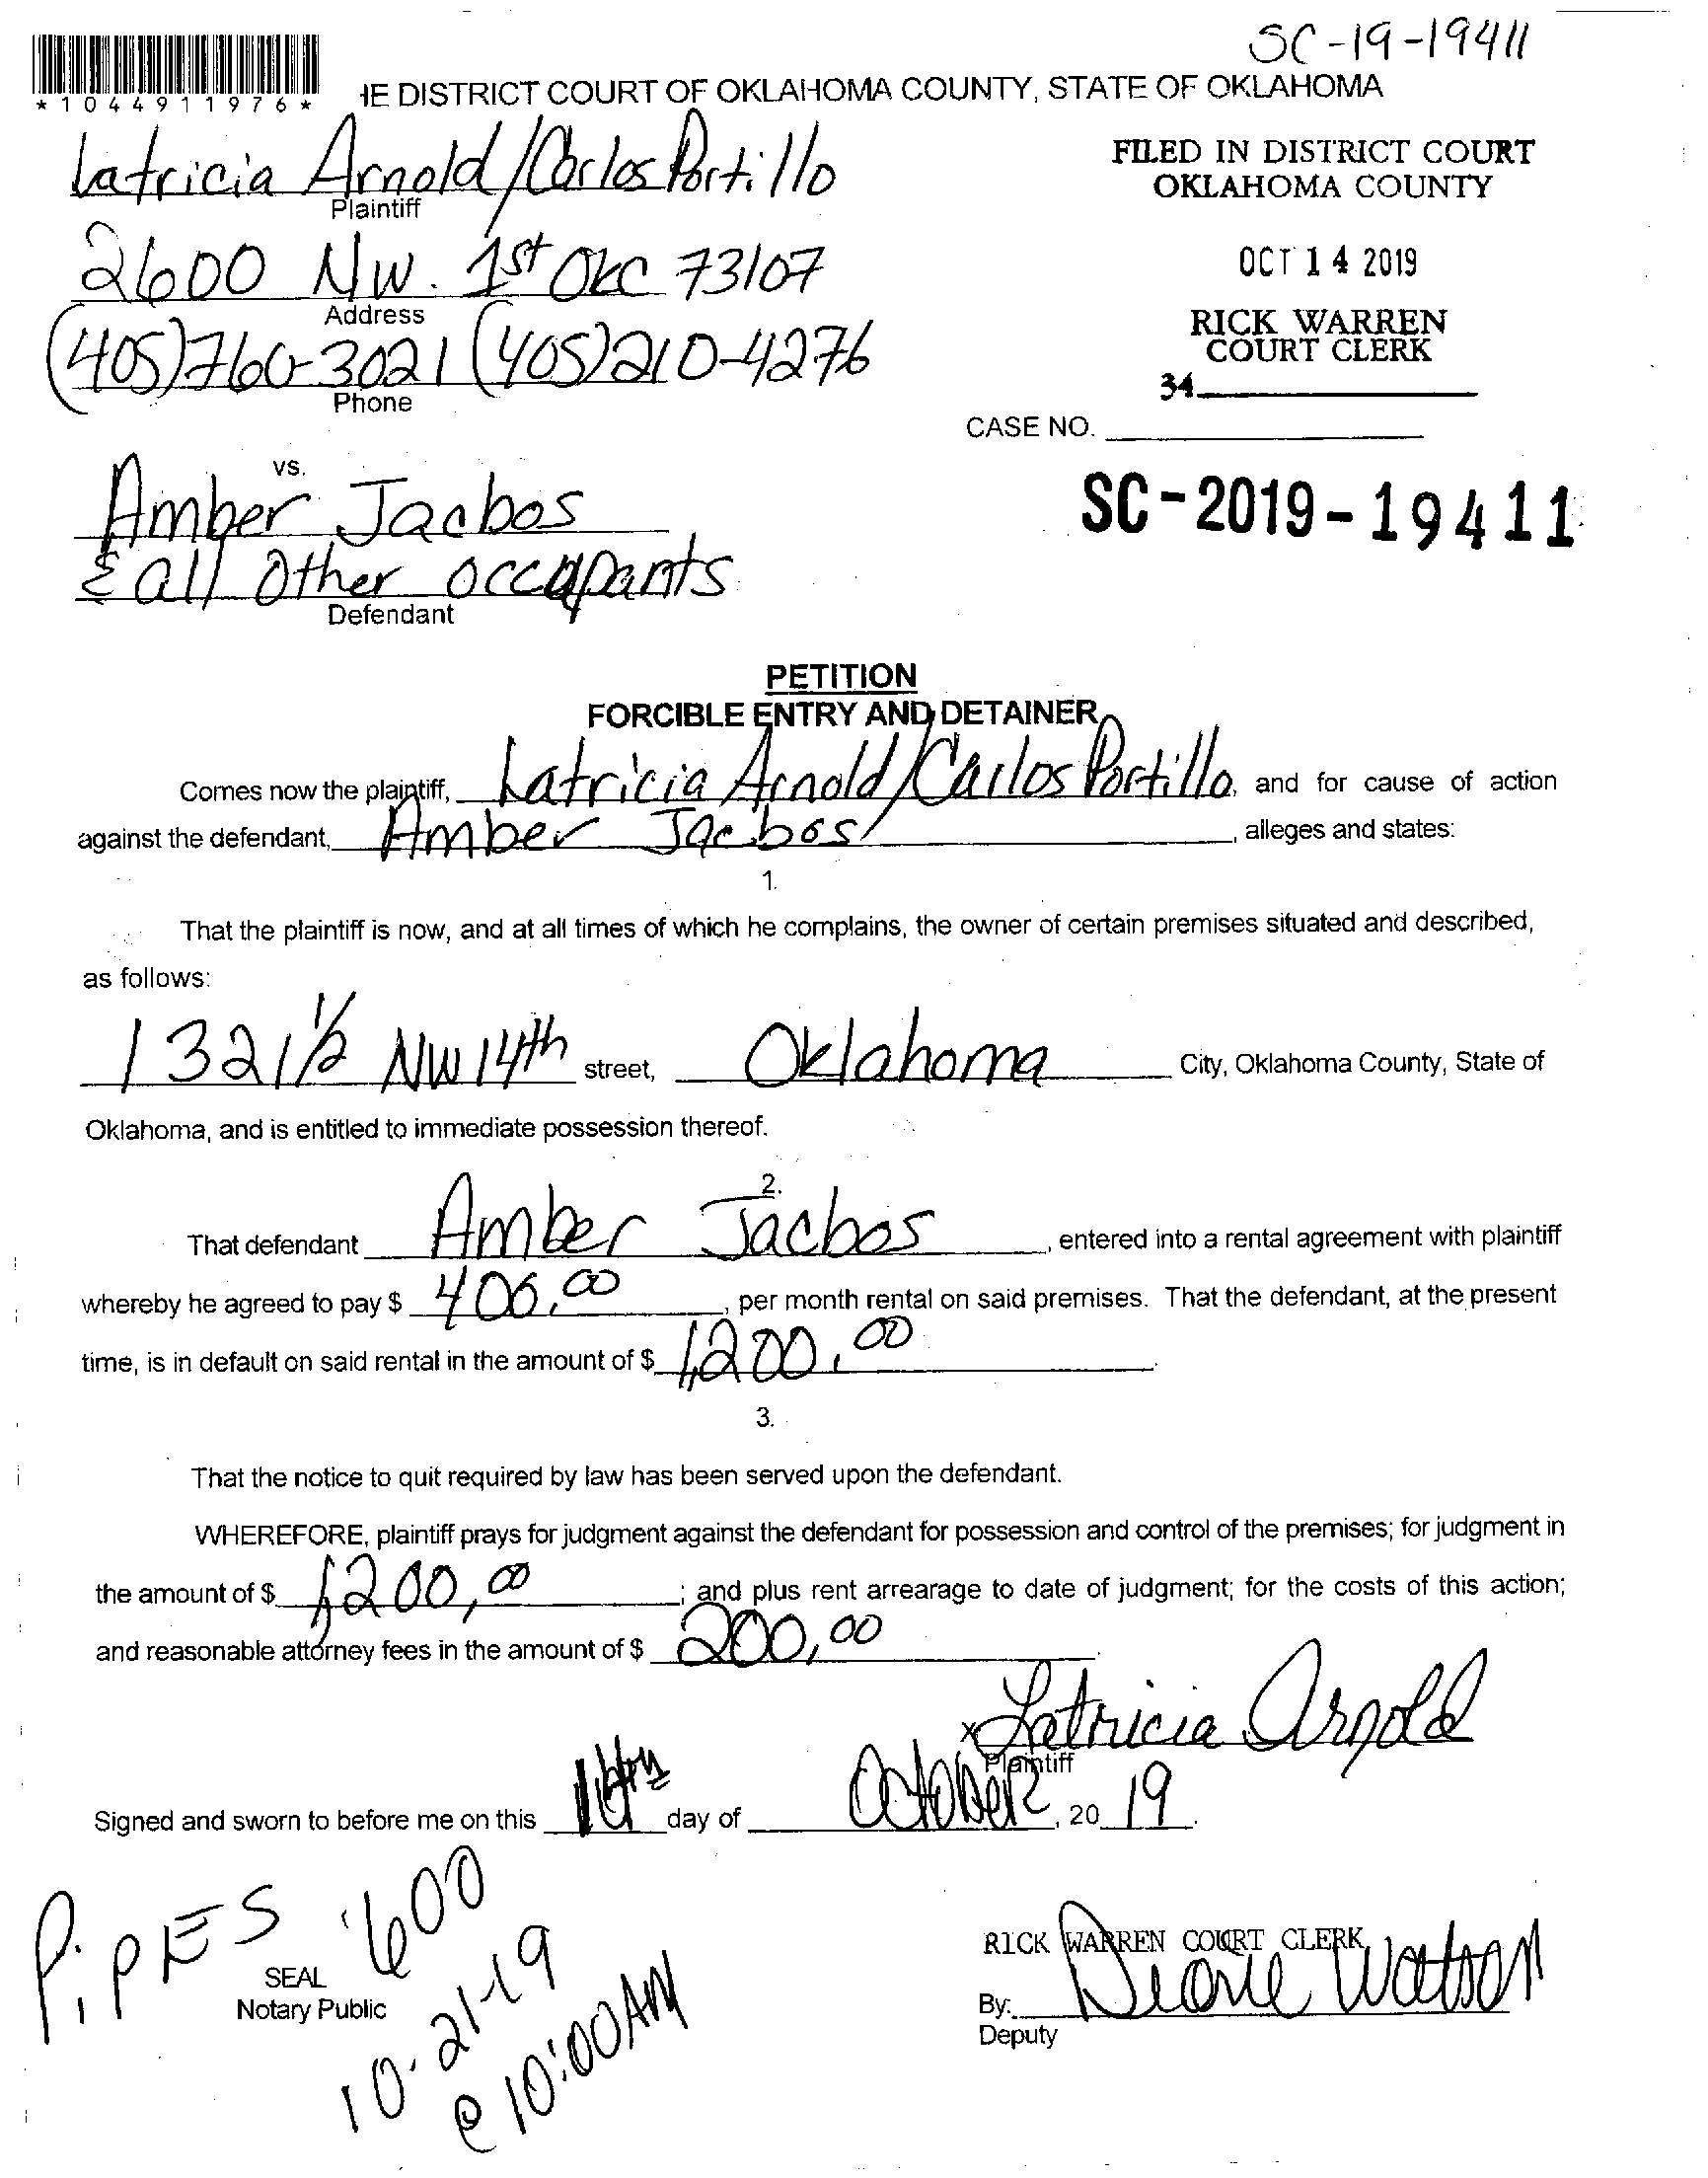 SC-19-19411
*1044911976*
HE DISTRICT COURT OF OKLAHOMA COUNTY, STATE OF OKLAHOMA
Latricia Arnold/Carlos Portillo
Plaintiff
FILED IN DISTRICT COURT
OKLAHOMA COUNTY
2600 NW. 1st OKC 73107
Address
OCT 14 2019
(405)760-3021 (405)210-4276
Phone
RICK WARREN
COURT CLERK
34
CASE NO.
vs.
Amber Jacbos
& all Other occupants
Defendant
SC-2019-19411
PETITION
FORCIBLE ENTRY AND DETAINER
Comes now the plaintiff, Latricia Arnold/Carlos Portillo, and for cause of action
against the defendant, Amber Jacbos, alleges and states:
1.
That the plaintiff is now, and at all times of which he complains, the owner of certain premises situated and described,
as follows:
1321½ NW 14th street, Oklahoma City, Oklahoma County, State of
Oklahoma, and is entitled to immediate possession thereof.
2.
That defendant Amber Jacbos, entered into a rental agreement with plaintiff
whereby he agreed to pay $ 400.00, per month rental on said premises. That the defendant, at the present
time, is in default on said rental in the amount of $ 1,200.00.
3.
That the notice to quit required by law has been served upon the defendant.
WHEREFORE, plaintiff prays for judgment against the defendant for possession and control of the premises; for judgment in
the amount of $ 1,200,00; and plus rent arrearage to date of judgment; for the costs of this action;
and reasonable attorney fees in the amount of $ 200,00.
x Latricia Arnold
Plaintiff
Signed and sworn to before me on this day of October, 20 19.
PiPES 600
SEAL
Notary Public
10-21-19
@ 10:00AM
RICK WARREN COURT CLERK
By: Diane Watson
Deputy